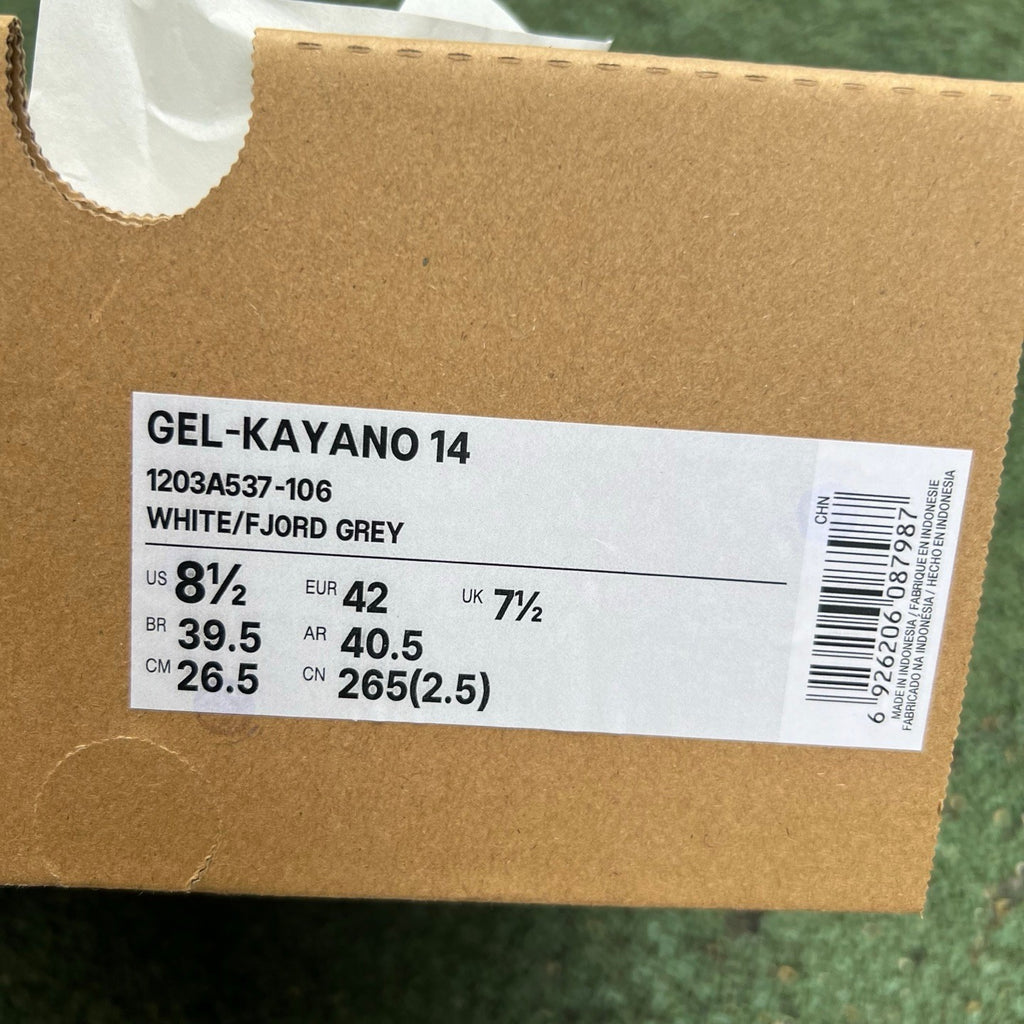 GEL-KAYANO 14
1203A537-106
WHITE/FJORD GREY
US 8½ EUR 42 UK 7½
BR 39.5 AR 40.5
CM 26.5 CN 265(2.5)
CHN
6 926206 087987
MADE IN INDONESIA / FABRIQUE EN INDONESIE
FABRICADO NA INDONÉSIA / HECHO EN INDONESIA